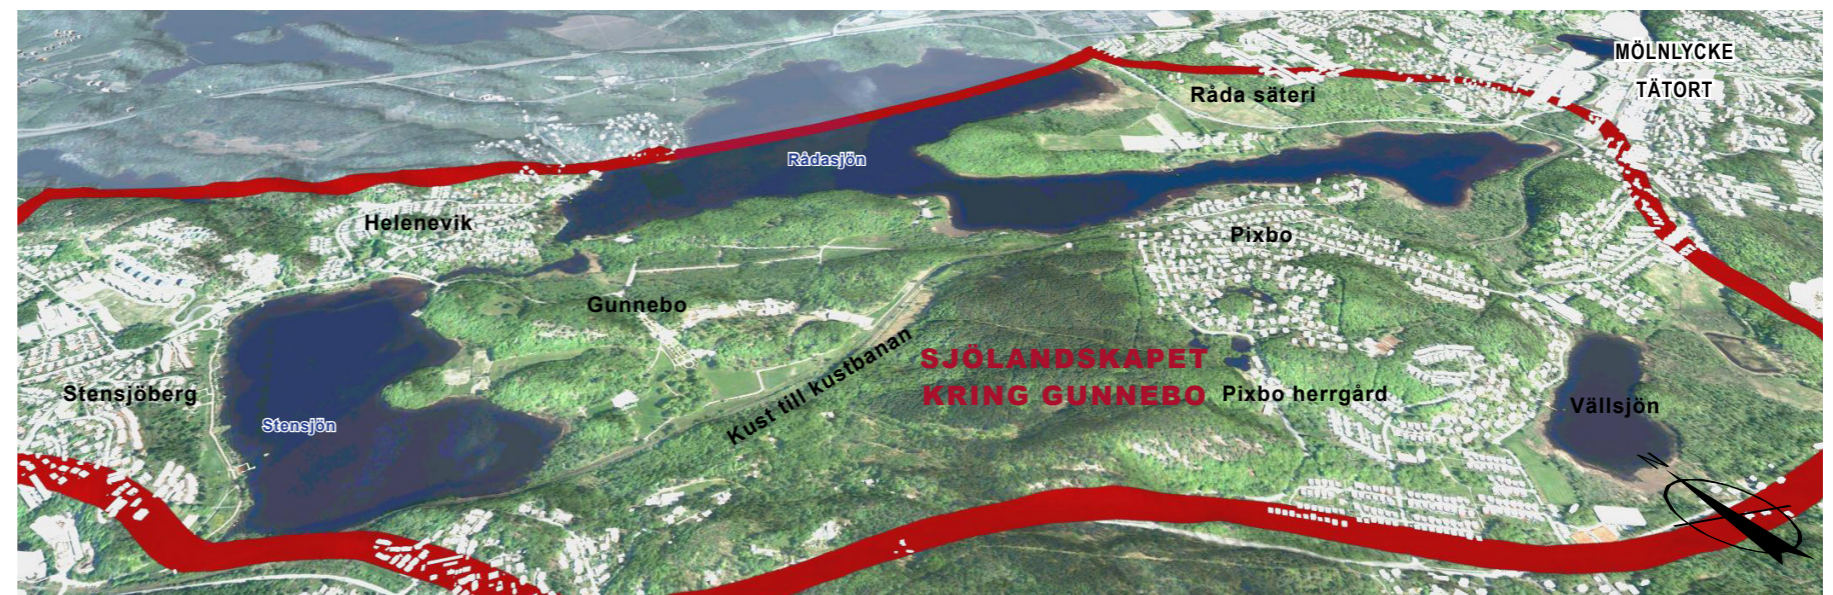 MÖLNLYCKE
TÄTORT
Råda säteri
Rådasjön
Helenevik
Pixbo
Gunnebo
SJÖLANDSKAPET
KRING GUNNEBO
Kust till kustbanan
Stensjöberg
Pixbo herrgård
Vällsjön
Stensjön
N